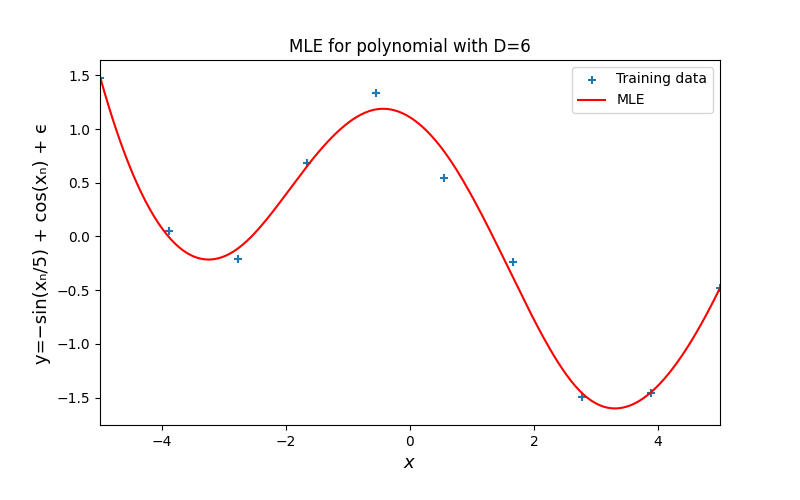 MLE for polynomial with D=6
Training data
MLE
y=−sin(xₙ/5) + cos(xₙ) + ϵ
1.5
1.0
0.5
0.0
−0.5
−1.0
−1.5
−4
−2
0
2
4
x